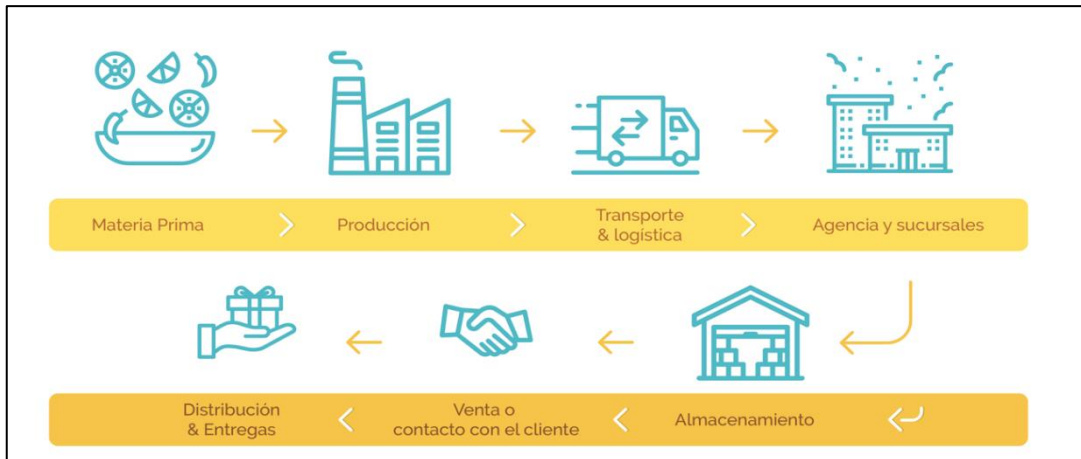 Materia Prima
Producción
Transporte
& logística
Agencia y sucursales
Distribución
& Entregas
Venta o
contacto con el cliente
Almacenamiento